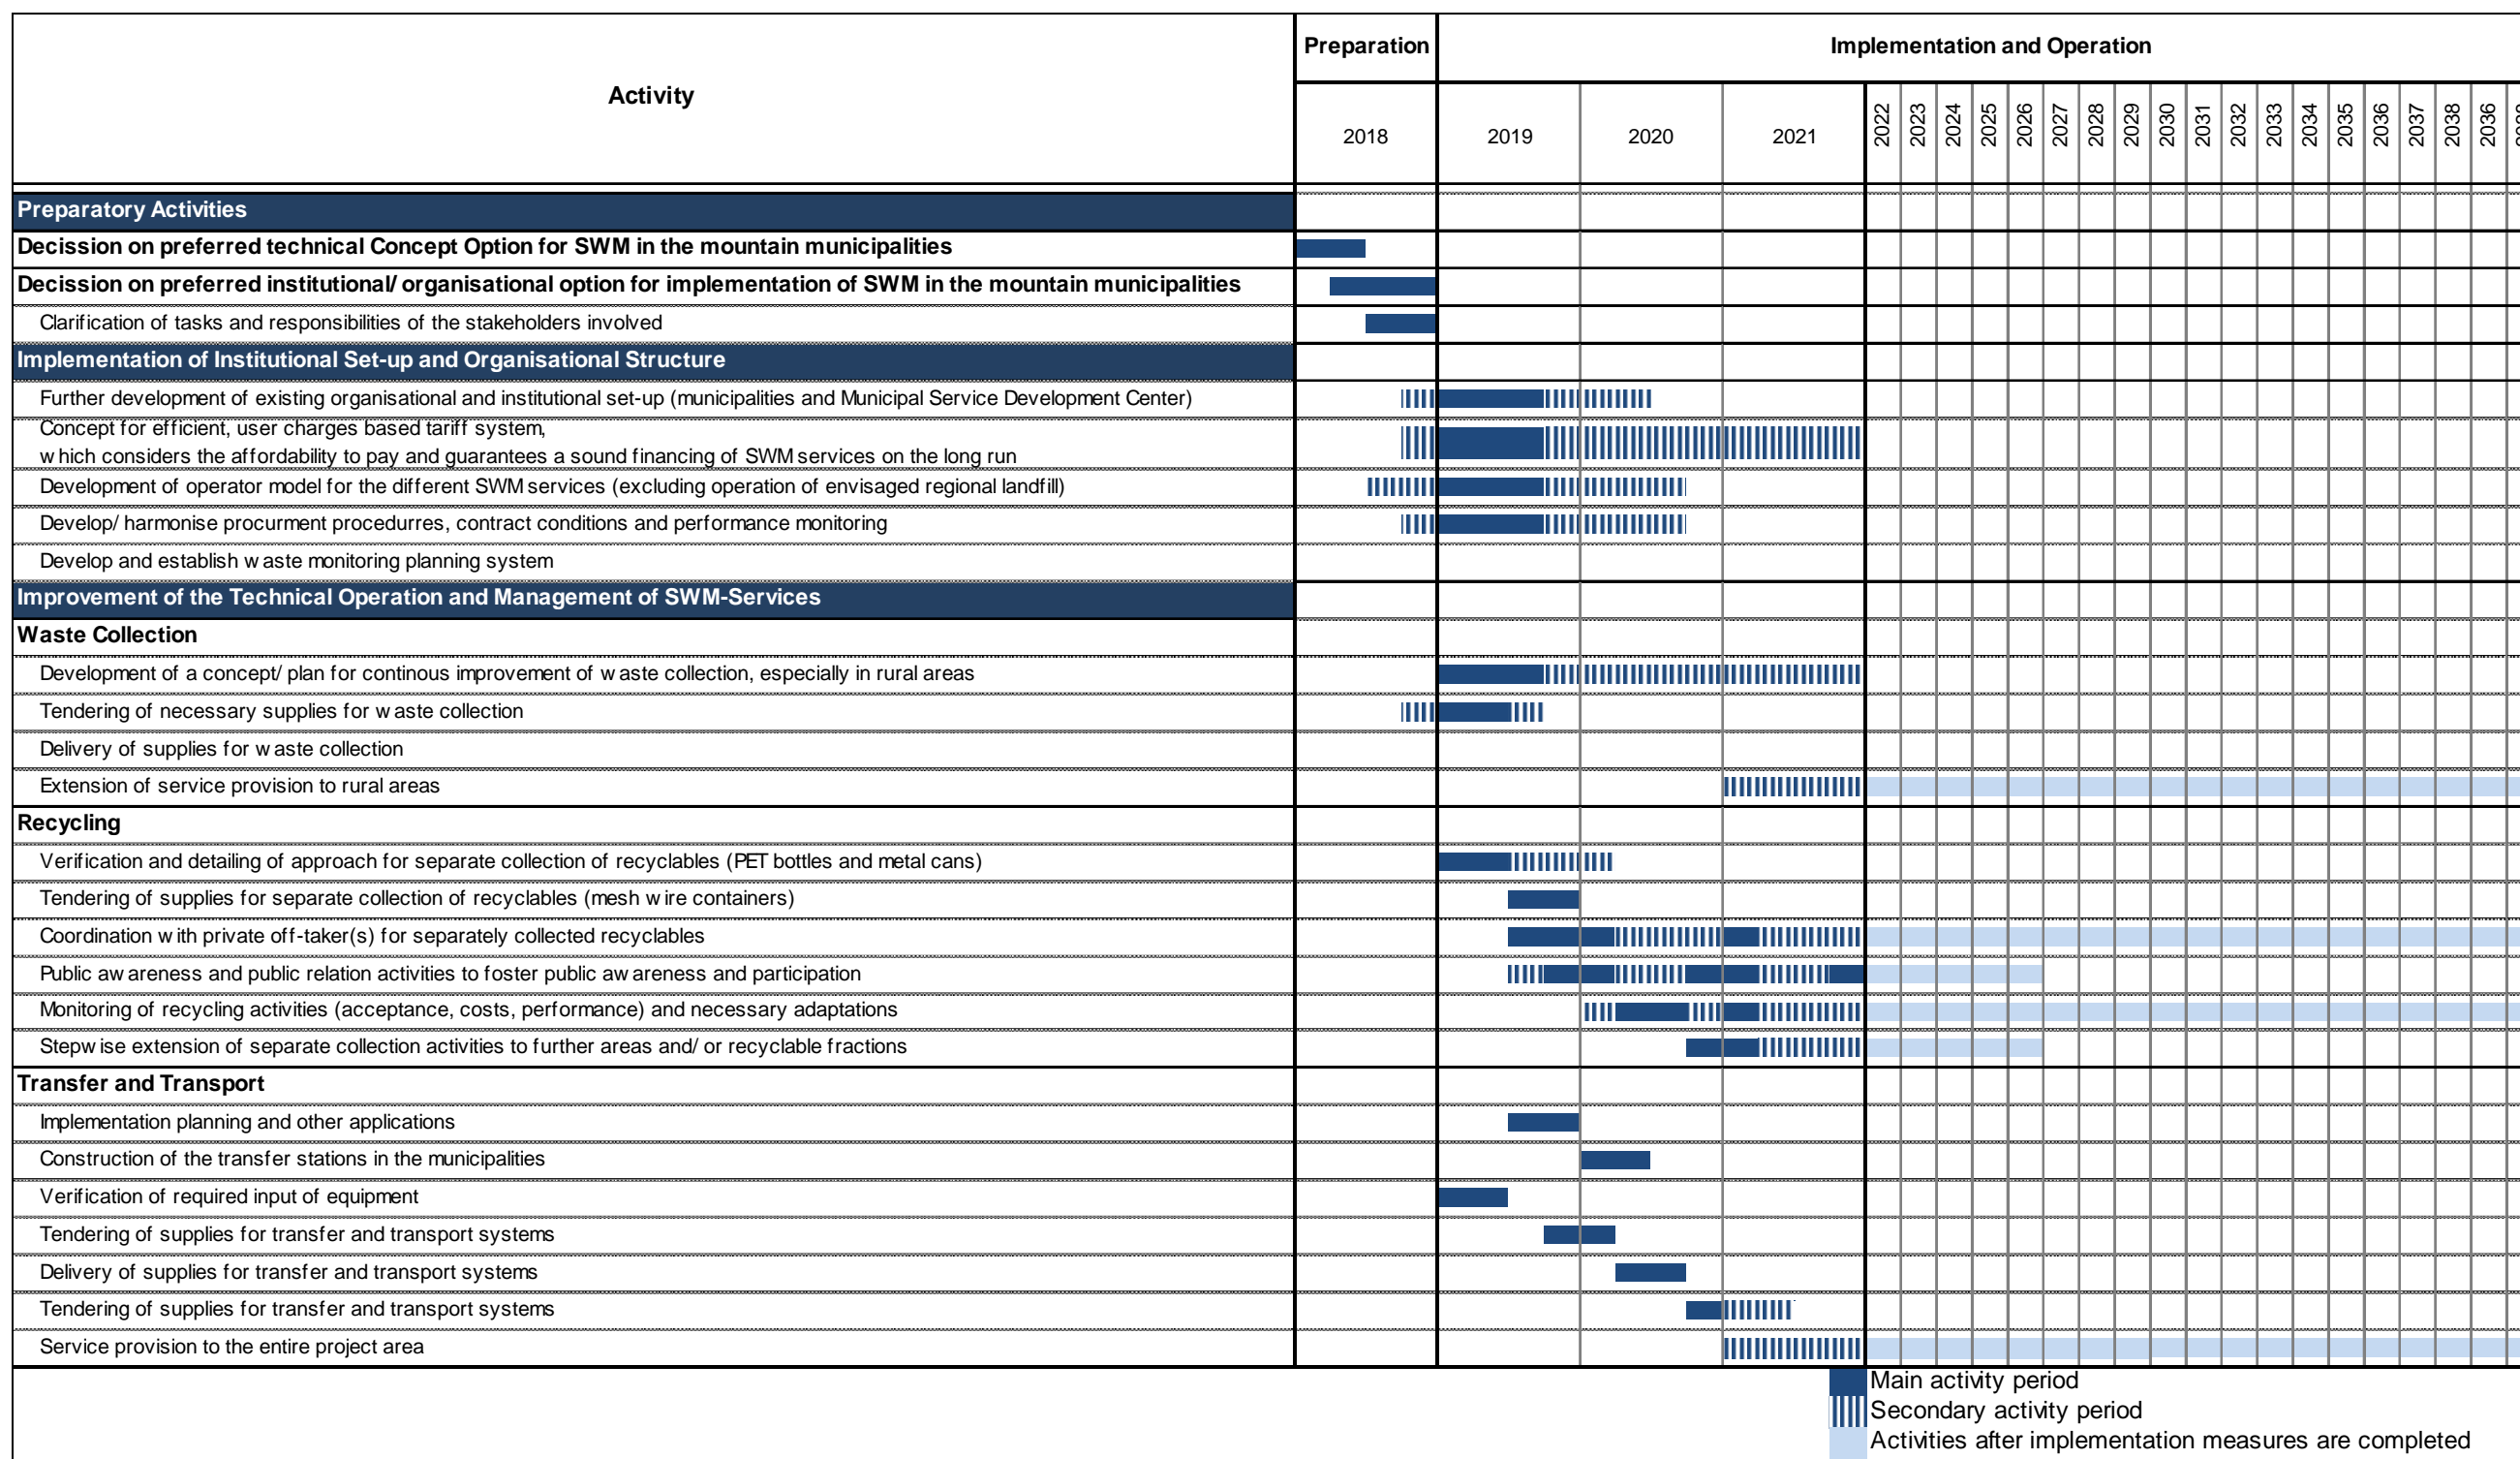 Activity
Preparation
Implementation and Operation
2018
2019
2020
2021
2022
2023
2024
2025
2026
2027
2028
2029
2030
2031
2032
2033
2034
2035
2036
2037
2038
2036
Preparatory Activities
Decission on preferred technical Concept Option for SWM in the mountain municipalities
Decission on preferred institutional/ organisational option for implementation of SWM in the mountain municipalities
Clarification of tasks and responsibilities of the stakeholders involved
Implementation of Institutional Set-up and Organisational Structure
Further development of existing organisational and institutional set-up (municipalities and Municipal Service Development Center)
Concept for efficient, user charges based tariff system,
which considers the affordability to pay and guarantees a sound financing of SWM services on the long run
Development of operator model for the different SWM services (excluding operation of envisaged regional landfill)
Develop/ harmonise procurment procedurres, contract conditions and performance monitoring
Develop and establish waste monitoring planning system
Improvement of the Technical Operation and Management of SWM-Services
Waste Collection
Development of a concept/ plan for continous improvement of waste collection, especially in rural areas
Tendering of necessary supplies for waste collection
Delivery of supplies for waste collection
Extension of service provision to rural areas
Recycling
Verification and detailing of approach for separate collection of recyclables (PET bottles and metal cans)
Tendering of supplies for separate collection of recyclables (mesh wire containers)
Coordination with private off-taker(s) for separately collected recyclables
Public awareness and public relation activities to foster public awareness and participation
Monitoring of recycling activities (acceptance, costs, performance) and necessary adaptations
Stepwise extension of separate collection activities to further areas and/ or recyclable fractions
Transfer and Transport
Implementation planning and other applications
Construction of the transfer stations in the municipalities
Verification of required input of equipment
Tendering of supplies for transfer and transport systems
Delivery of supplies for transfer and transport systems
Tendering of supplies for transfer and transport systems
Service provision to the entire project area
Main activity period
Secondary activity period
Activities after implementation measures are completed